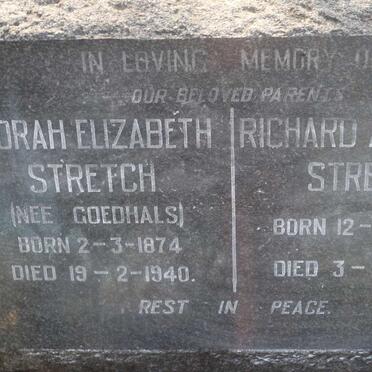 IN LOVING MEMORY O
OUR BELOVED PARENTS
ORAH ELIZABETH
STRETCH
(NEE GOEDHALS)
BORN 2-3-1874
DIED 19-2-1940.
RICHARD
STRE
BORN 12-
DIED 3-
REST IN PEACE.